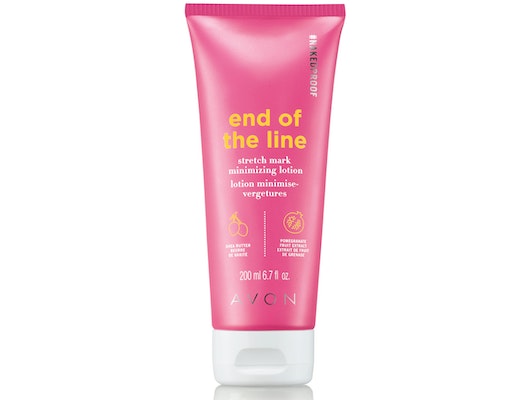 #NAKEDPROOF
end of
the line
stretch mark
minimizing lotion
lotion minimise-
vergetures
SHEA BUTTER
BEURRE
DE KARITÉ
POMEGRANATE
FRUIT EXTRACT
EXTRAIT DE FRUIT
DE GRENADE
200 ml 6.7 fl oz.
AVON